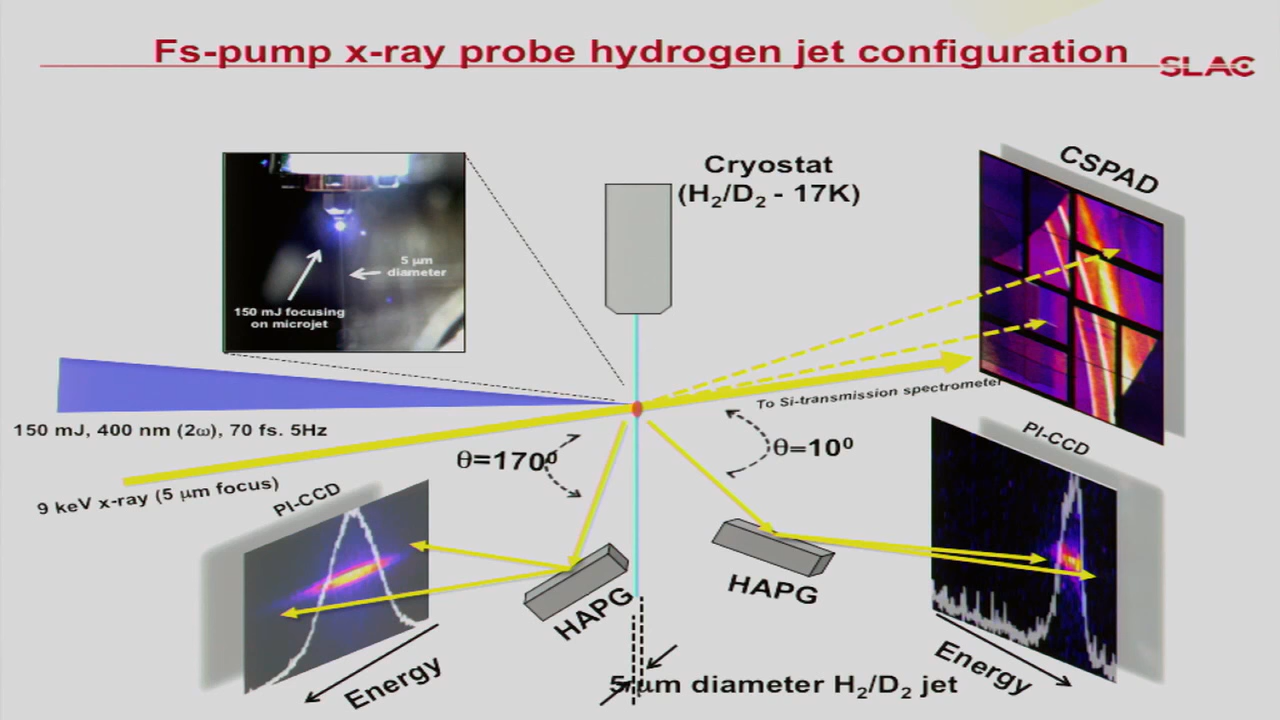 Fs-pump x-ray probe hydrogen jet configuration
SLAC
Cryostat
(H₂/D₂ - 17K)
CSPAD
5 μm
diameter
150 mJ focusing
on microjet
To Si-transmission spectrometer
150 mJ, 400 nm (2ω), 70 fs. 5Hz
θ=170⁰
θ=10⁰
9 keV x-ray (5 μm focus)
PI-CCD
PI-CCD
HAPG
HAPG
Energy
Energy
5 μm diameter H₂/D₂ jet